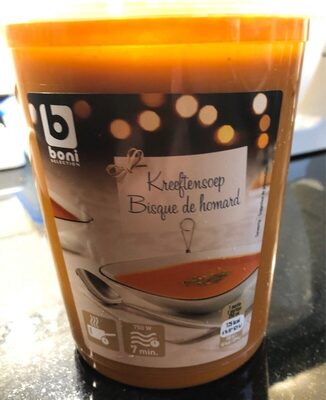 b
boni
SELECTION
Kreeftensoep
Bisque de homard
750 W
7 min.